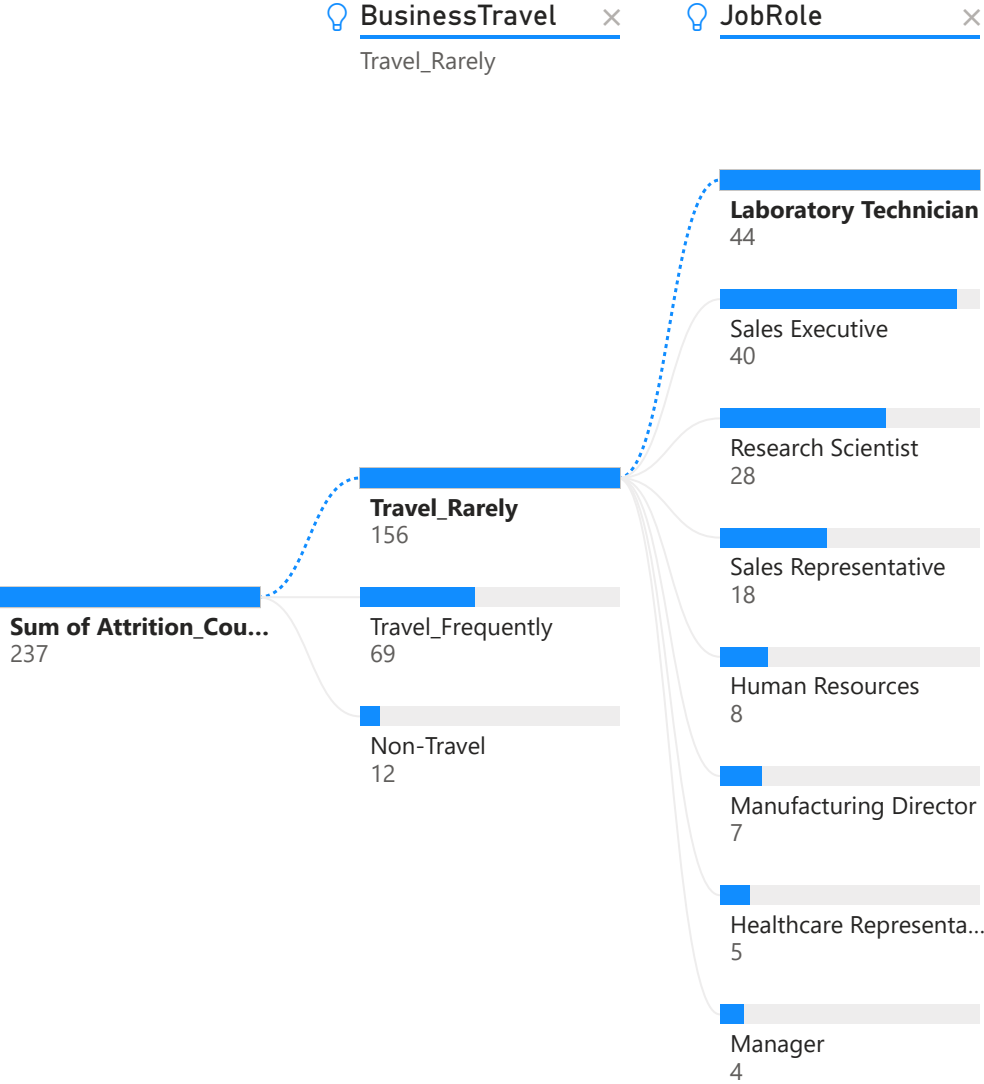 BusinessTravel
Travel_Rarely
JobRole
Sum of Attrition_Cou...
237
Travel_Rarely
156
Travel_Frequently
69
Non-Travel
12
Laboratory Technician
44
Sales Executive
40
Research Scientist
28
Sales Representative
18
Human Resources
8
Manufacturing Director
7
Healthcare Representa...
5
Manager
4